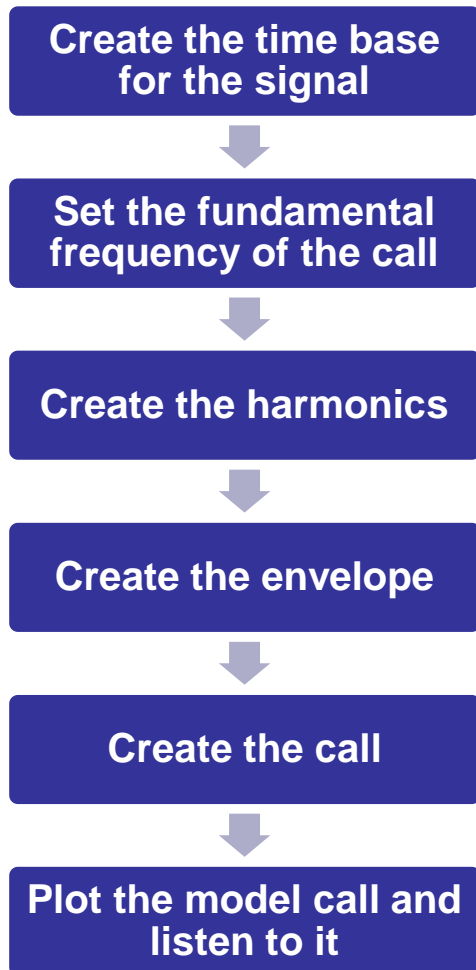 Create the time base
for the signal
Set the fundamental
frequency of the call
Create the harmonics
Create the envelope
Create the call
Plot the model call and
listen to it